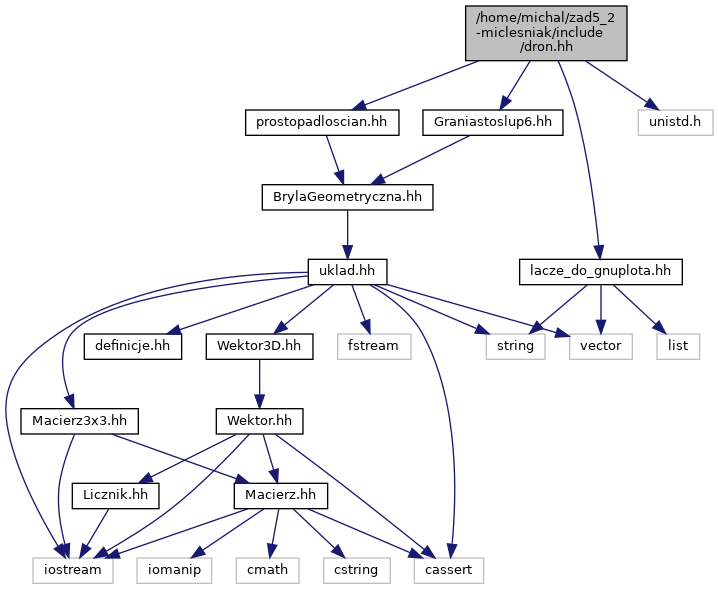 /home/michal/zad5_2
-miclesniak/include
/dron.hh
prostopadloscian.hh
Graniastoslup6.hh
unistd.h
BrylaGeometryczna.hh
uklad.hh
lacze_do_gnuplota.hh
definicje.hh
Wektor3D.hh
fstream
string
vector
list
Macierz3x3.hh
Wektor.hh
Licznik.hh
Macierz.hh
iostream
iomanip
cmath
cstring
cassert